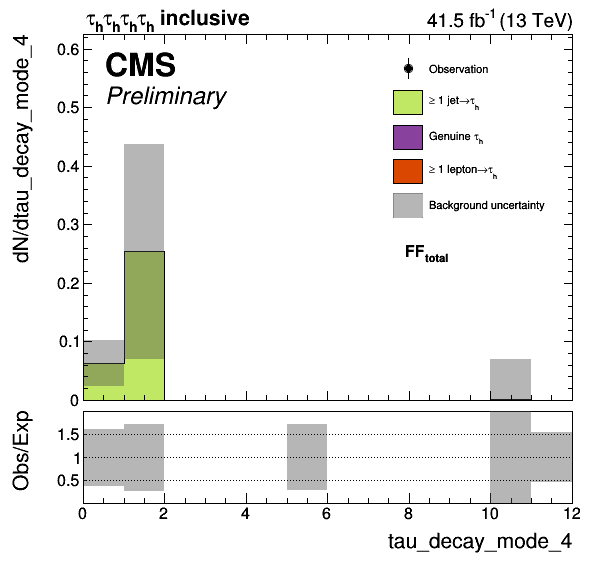 τhτhτhτh inclusive
41.5 fb⁻¹ (13 TeV)
CMS
Preliminary
Observation
≥ 1 jet→τh
Genuine τh
≥ 1 lepton→τh
Background uncertainty
FFtotal
dN/dtau_decay_mode_4
0.6
0.5
0.4
0.3
0.2
0.1
0
Obs/Exp
1.5
1
0.5
0 2 4 6 8 10 12
tau_decay_mode_4